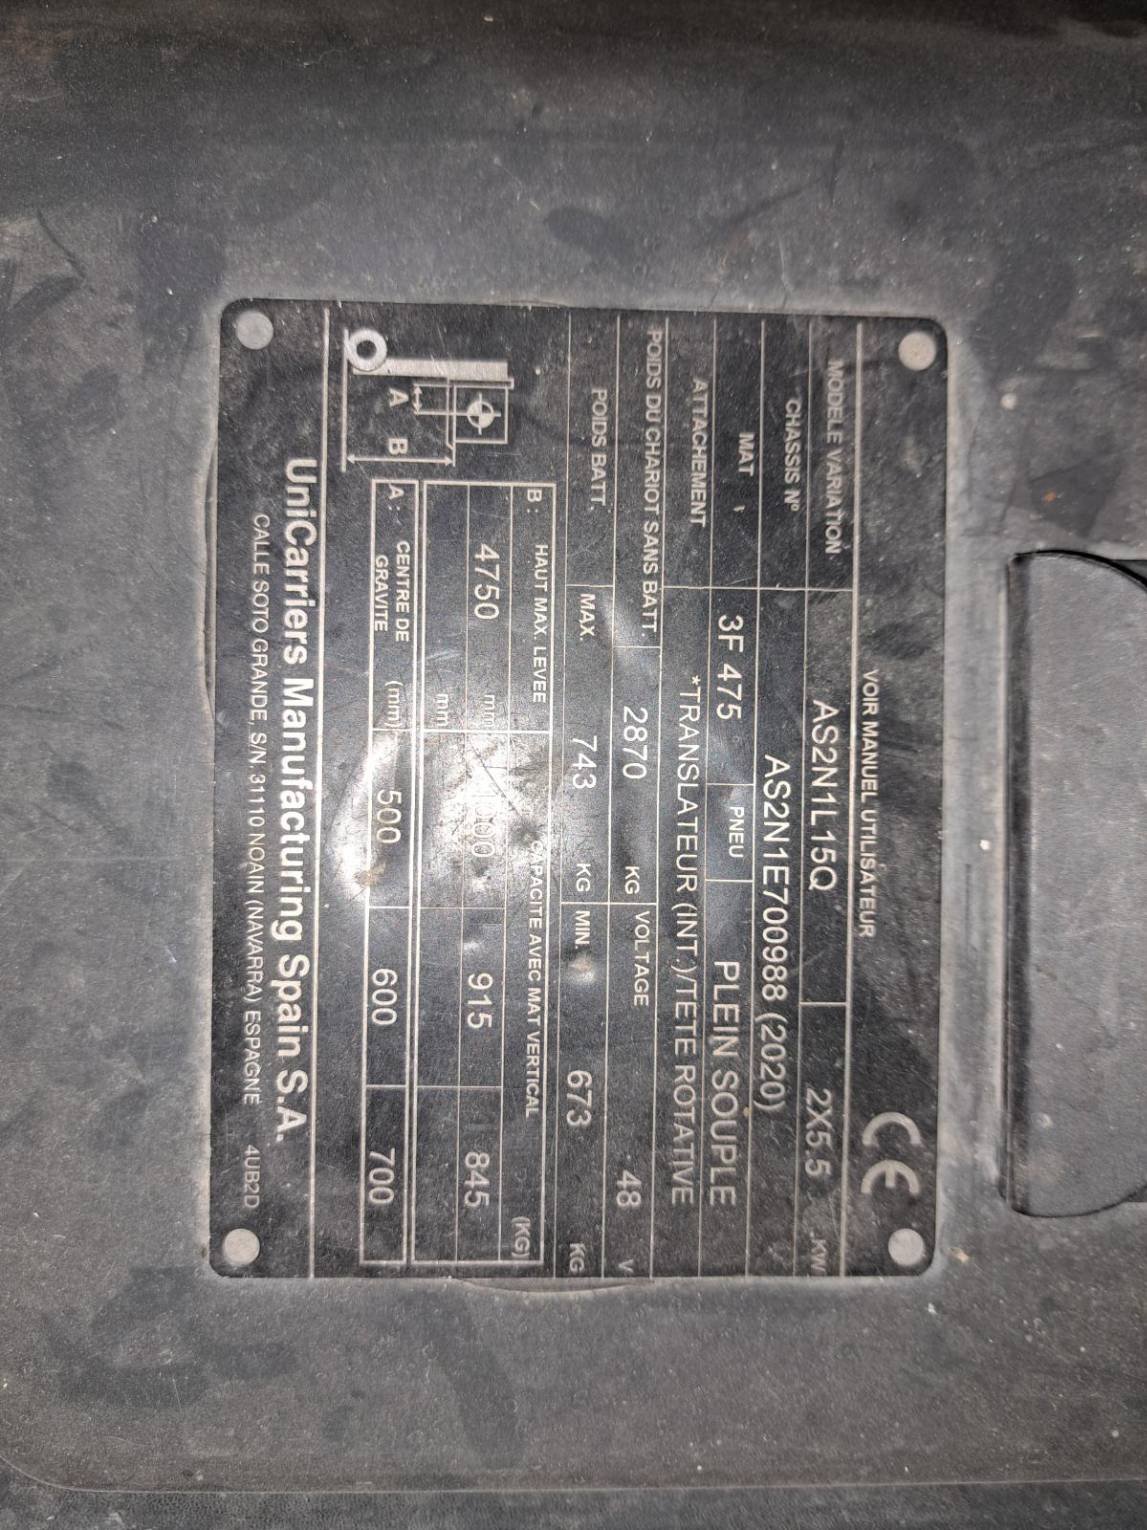 VOIR MANUEL UTILISATEUR CE
MODELE VARIATION AS2N1L15Q 2X5.5 KW
CHASSIS Nº AS2N1E700988 (2020)
MAT 3F 475 PNEU PLEIN SOUPLE
ATTACHEMENT *TRANSLATEUR (INT.)/TETE ROTATIVE
POIDS DU CHARIOT SANS BATT. 2870 KG VOLTAGE 48 V
POIDS BATT. MAX. 743 KG MIN. 673 KG
B : HAUT MAX. LEVEE CAPACITE AVEC MAT VERTICAL (KG)
4750 mm 915 845
mm
A : CENTRE DE GRAVITE (mm) 500 600 700
A B
UniCarriers Manufacturing Spain S.A.
CALLE SOTO GRANDE, S/N 31110 NOAIN (NAVARRA) ESPAGNE 4UB2D